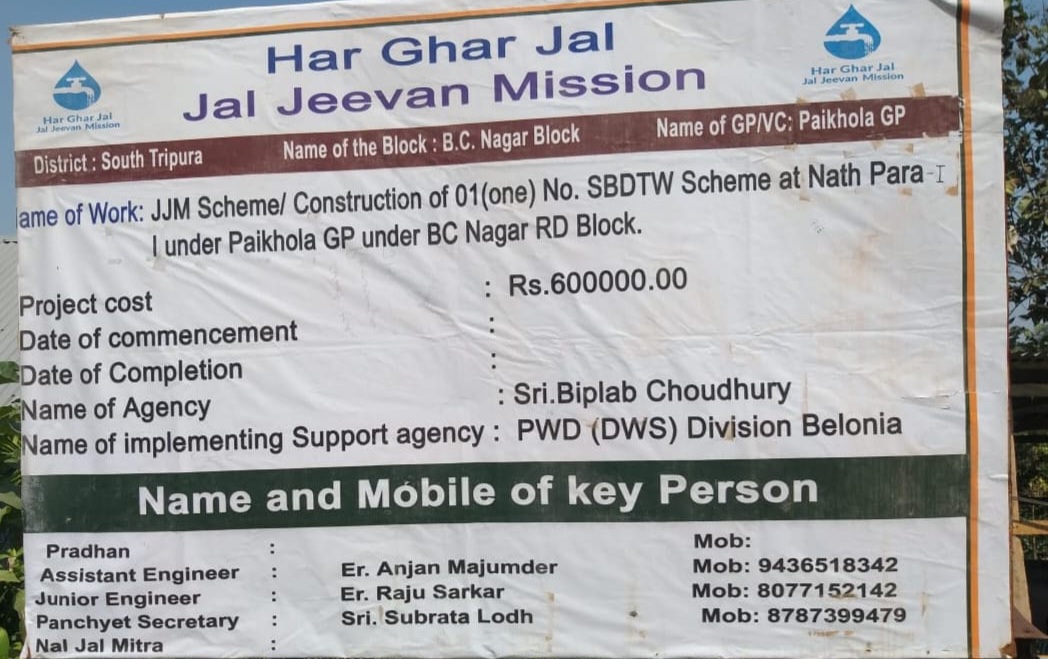 Har Ghar Jal
Jal Jeevan Mission
Har Ghar Jal
Jal Jeevan Mission
Har Ghar Jal
Jal Jeevan Mission
District : South Tripura Name of the Block : B.C. Nagar Block Name of GP/VC: Paikhola GP
ame of Work: JJM Scheme/ Construction of 01(one) No. SBDTW Scheme at Nath Para -I
I under Paikhola GP under BC Nagar RD Block.
Project cost : Rs.600000.00
Date of commencement :
Date of Completion :
Name of Agency : Sri.Biplab Choudhury
Name of implementing Support agency : PWD (DWS) Division Belonia
Name and Mobile of key Person
Pradhan : Mob:
Assistant Engineer : Er. Anjan Majumder Mob: 9436518342
Junior Engineer : Er. Raju Sarkar Mob: 8077152142
Panchyet Secretary : Sri. Subrata Lodh Mob: 8787399479
Nal Jal Mitra :